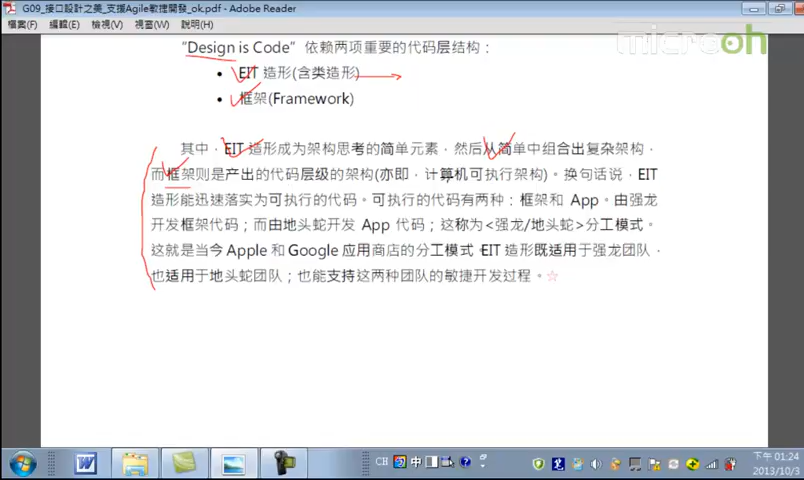 G09_接口設計之美_支援Agile敏捷開發_ok.pdf - Adobe Reader
檔案(F) 編輯(E) 檢視(V) 視窗(W) 說明(H)
microoh
“Design is Code” 依赖两项重要的代码层结构：
• EIT 造形(含类造形)
• 框架(Framework)
其中，EIT 造形成为架构思考的简单元素，然后从简单中组合出复杂架构，
而框架则是产出的代码层级的架构(亦即，计算机可执行架构)。换句话说，EIT
造形能迅速落实为可执行的代码。可执行的代码有两种：框架和 App。由强龙
开发框架代码；而由地头蛇开发 App 代码；这称为<强龙/地头蛇>分工模式。
这就是当今 Apple 和 Google 应用商店的分工模式。EIT 造形既适用于强龙团队，
也适用于地头蛇团队；也能支持这两种团队的敏捷开发过程。☆
CH 中
下午 01:24
2013/10/3